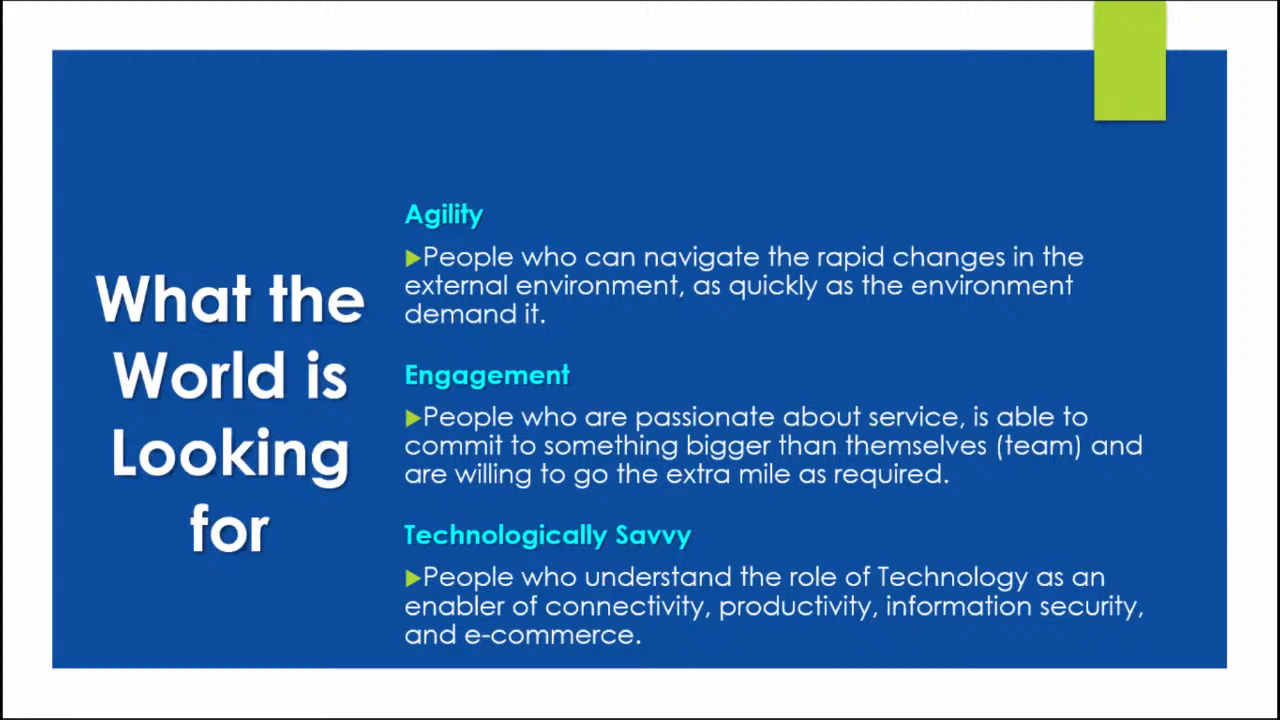 What the
World is
Looking
for
Agility
People who can navigate the rapid changes in the
external environment, as quickly as the environment
demand it.
Engagement
People who are passionate about service, is able to
commit to something bigger than themselves (team) and
are willing to go the extra mile as required.
Technologically Savvy
People who understand the role of Technology as an
enabler of connectivity, productivity, information security,
and e-commerce.